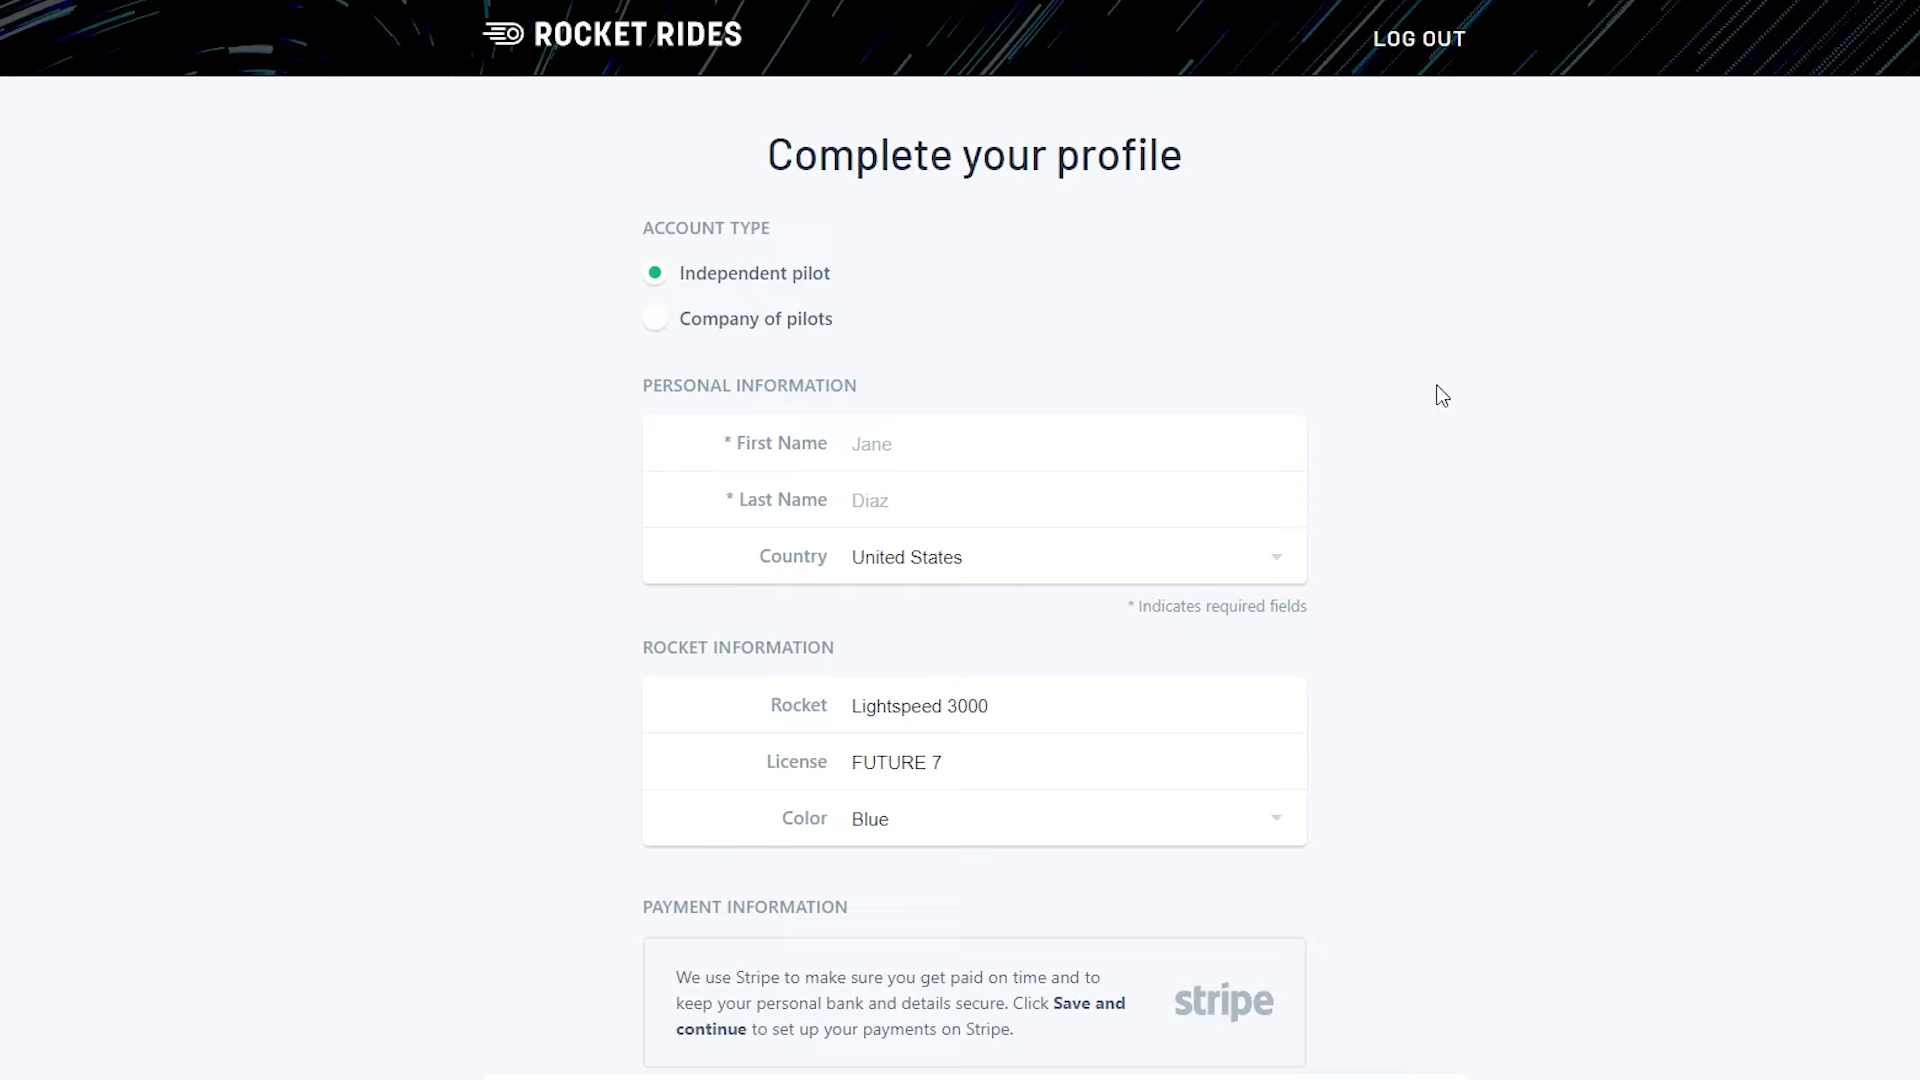 ROCKET RIDES
LOG OUT
Complete your profile
ACCOUNT TYPE
Independent pilot
Company of pilots
PERSONAL INFORMATION
* First Name Jane
* Last Name Diaz
Country United States
* Indicates required fields
ROCKET INFORMATION
Rocket Lightspeed 3000
License FUTURE 7
Color Blue
PAYMENT INFORMATION
We use Stripe to make sure you get paid on time and to
keep your personal bank and details secure. Click Save and
continue to set up your payments on Stripe.
stripe